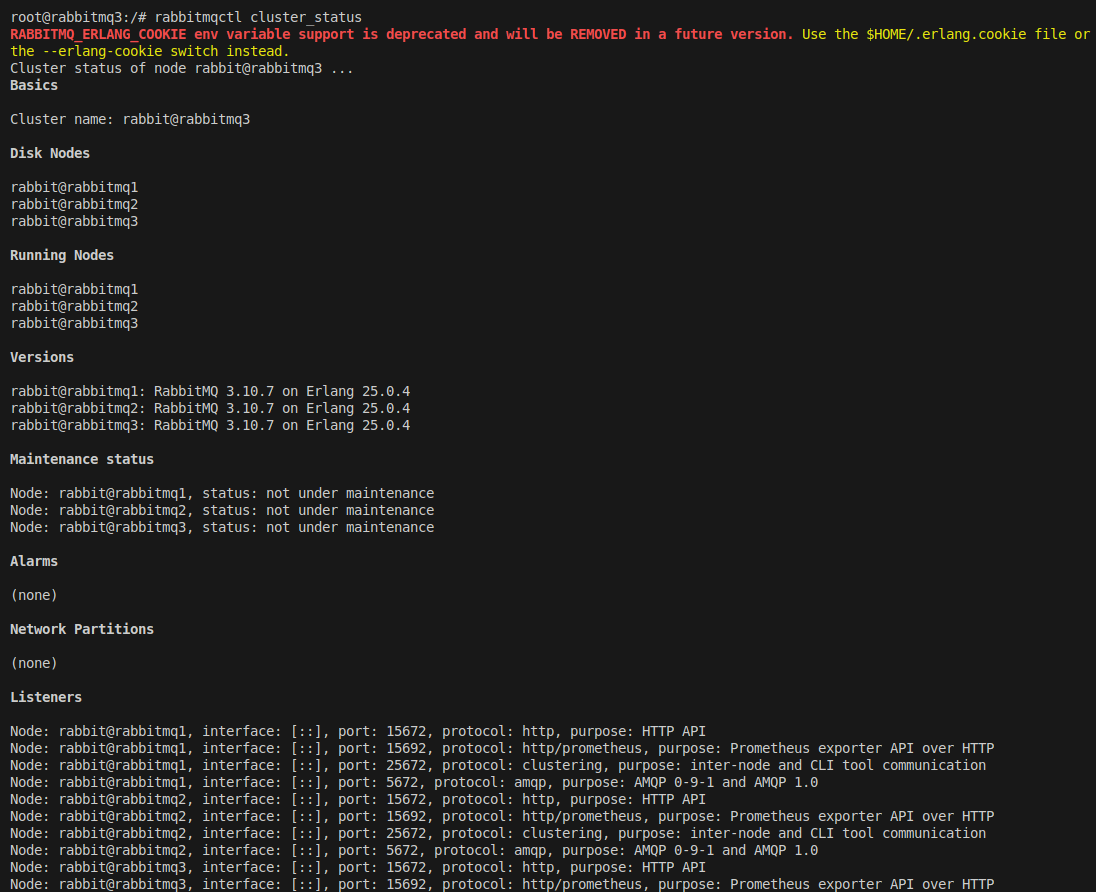 root@rabbitmq3:/# rabbitmqctl cluster_status
RABBITMQ_ERLANG_COOKIE env variable support is deprecated and will be REMOVED in a future version. Use the $HOME/.erlang.cookie file or
the --erlang-cookie switch instead.
Cluster status of node rabbit@rabbitmq3 ...
Basics
Cluster name: rabbit@rabbitmq3
Disk Nodes
rabbit@rabbitmq1
rabbit@rabbitmq2
rabbit@rabbitmq3
Running Nodes
rabbit@rabbitmq1
rabbit@rabbitmq2
rabbit@rabbitmq3
Versions
rabbit@rabbitmq1: RabbitMQ 3.10.7 on Erlang 25.0.4
rabbit@rabbitmq2: RabbitMQ 3.10.7 on Erlang 25.0.4
rabbit@rabbitmq3: RabbitMQ 3.10.7 on Erlang 25.0.4
Maintenance status
Node: rabbit@rabbitmq1, status: not under maintenance
Node: rabbit@rabbitmq2, status: not under maintenance
Node: rabbit@rabbitmq3, status: not under maintenance
Alarms
(none)
Network Partitions
(none)
Listeners
Node: rabbit@rabbitmq1, interface: [::], port: 15672, protocol: http, purpose: HTTP API
Node: rabbit@rabbitmq1, interface: [::], port: 15692, protocol: http/prometheus, purpose: Prometheus exporter API over HTTP
Node: rabbit@rabbitmq1, interface: [::], port: 25672, protocol: clustering, purpose: inter-node and CLI tool communication
Node: rabbit@rabbitmq1, interface: [::], port: 5672, protocol: amqp, purpose: AMQP 0-9-1 and AMQP 1.0
Node: rabbit@rabbitmq2, interface: [::], port: 15672, protocol: http, purpose: HTTP API
Node: rabbit@rabbitmq2, interface: [::], port: 15692, protocol: http/prometheus, purpose: Prometheus exporter API over HTTP
Node: rabbit@rabbitmq2, interface: [::], port: 25672, protocol: clustering, purpose: inter-node and CLI tool communication
Node: rabbit@rabbitmq2, interface: [::], port: 5672, protocol: amqp, purpose: AMQP 0-9-1 and AMQP 1.0
Node: rabbit@rabbitmq3, interface: [::], port: 15672, protocol: http, purpose: HTTP API
Node: rabbit@rabbitmq3, interface: [::], port: 15692, protocol: http/prometheus, purpose: Prometheus exporter API over HTTP